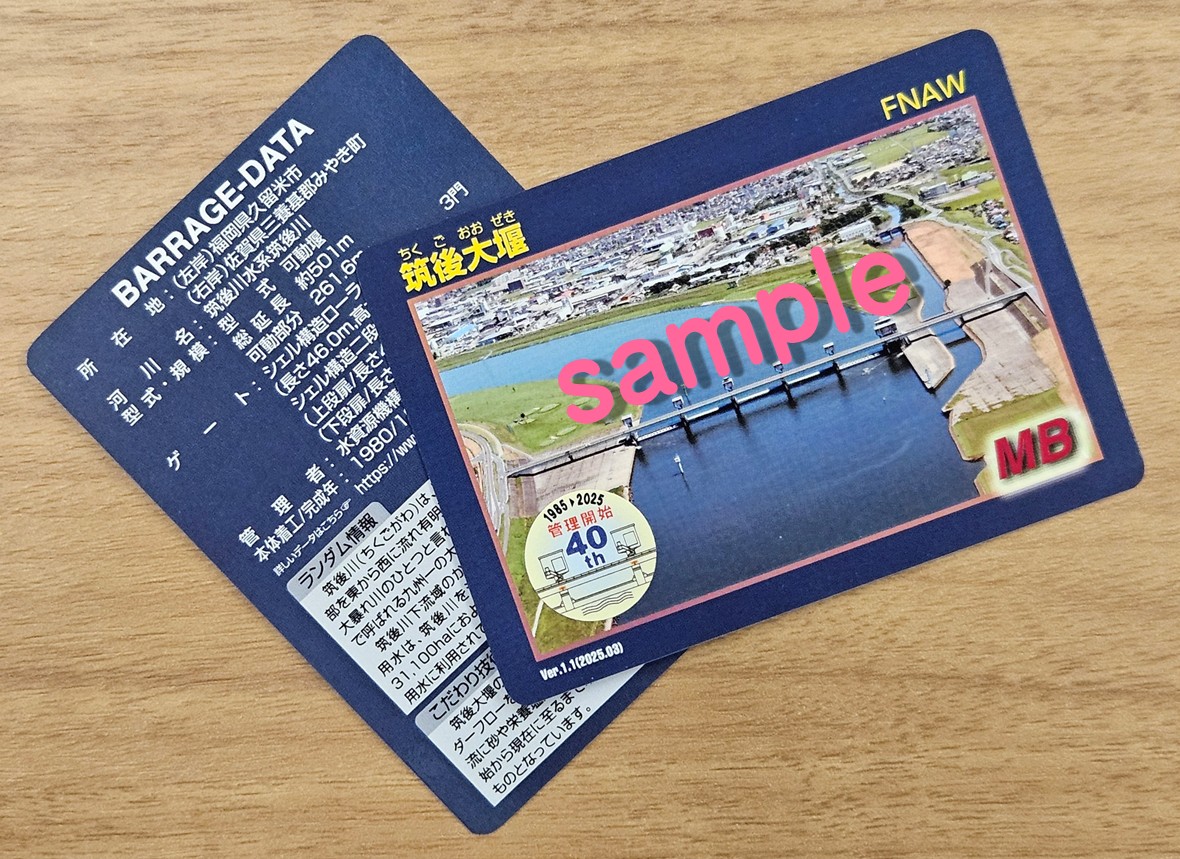 BARRAGE-DATA
所在地：(左岸)福岡県久留米市
(右岸)佐賀県三養基郡みやき町
河川名：筑後川水系筑後川
型式・規模：型式 可動堰
総延長 約501m
可動部分 261.6
ゲート：シェル構造ローラ
3門
(長さ46.0m,高
シェル構造二段
(上段扉/長さ
(下段扉/長さ
管理者：水資源機構
本体着工/完成年：1980/1
詳しいデータはこちら☞ https://ww
ランダム情報
筑後川(ちくごがわ)は、
部を東から西に流れ有明
大暴れ川のひとつと言わ
で呼ばれる九州一の大
筑後川下流域のか
用水は、筑後川を
31,100haにおよ
用水に利用されて
こだわり技
筑後大堰の
ダーフローを
流に砂や栄養塩
始から現在に至るまで
ものとなっています。
FNAW
ちくごおおぜき
筑後大堰
sample
MB
1985▶2025
管理開始
40
th
Ver.1.1(2025.03)